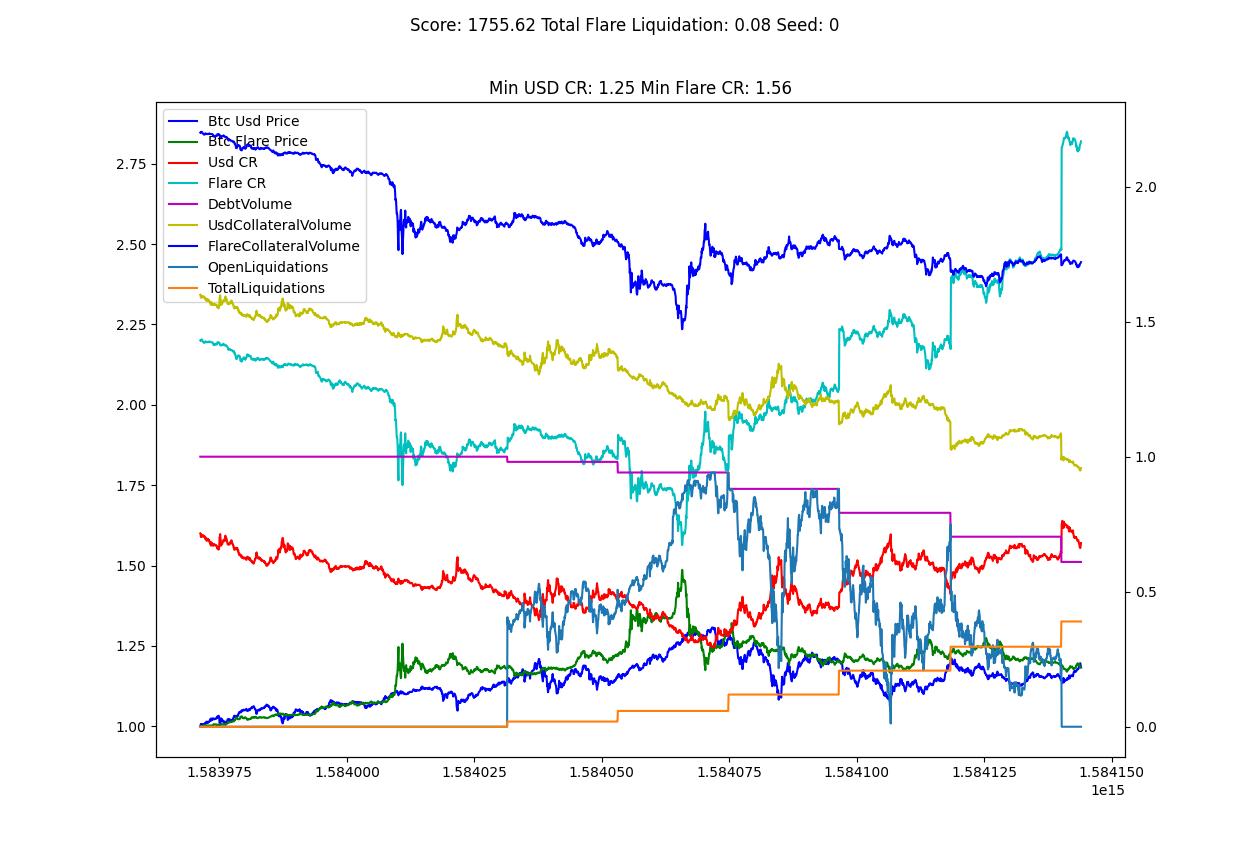 Score: 1755.62 Total Flare Liquidation: 0.08 Seed: 0
Min USD CR: 1.25 Min Flare CR: 1.56
Btc Usd Price
Btc Flare Price
Usd CR
Flare CR
DebtVolume
UsdCollateralVolume
FlareCollateralVolume
OpenLiquidations
TotalLiquidations
2.75
2.50
2.25
2.00
1.75
1.50
1.25
1.00
2.0
1.5
1.0
0.5
0.0
1.583975
1.584000
1.584025
1.584050
1.584075
1.584100
1.584125
1.584150
1e15